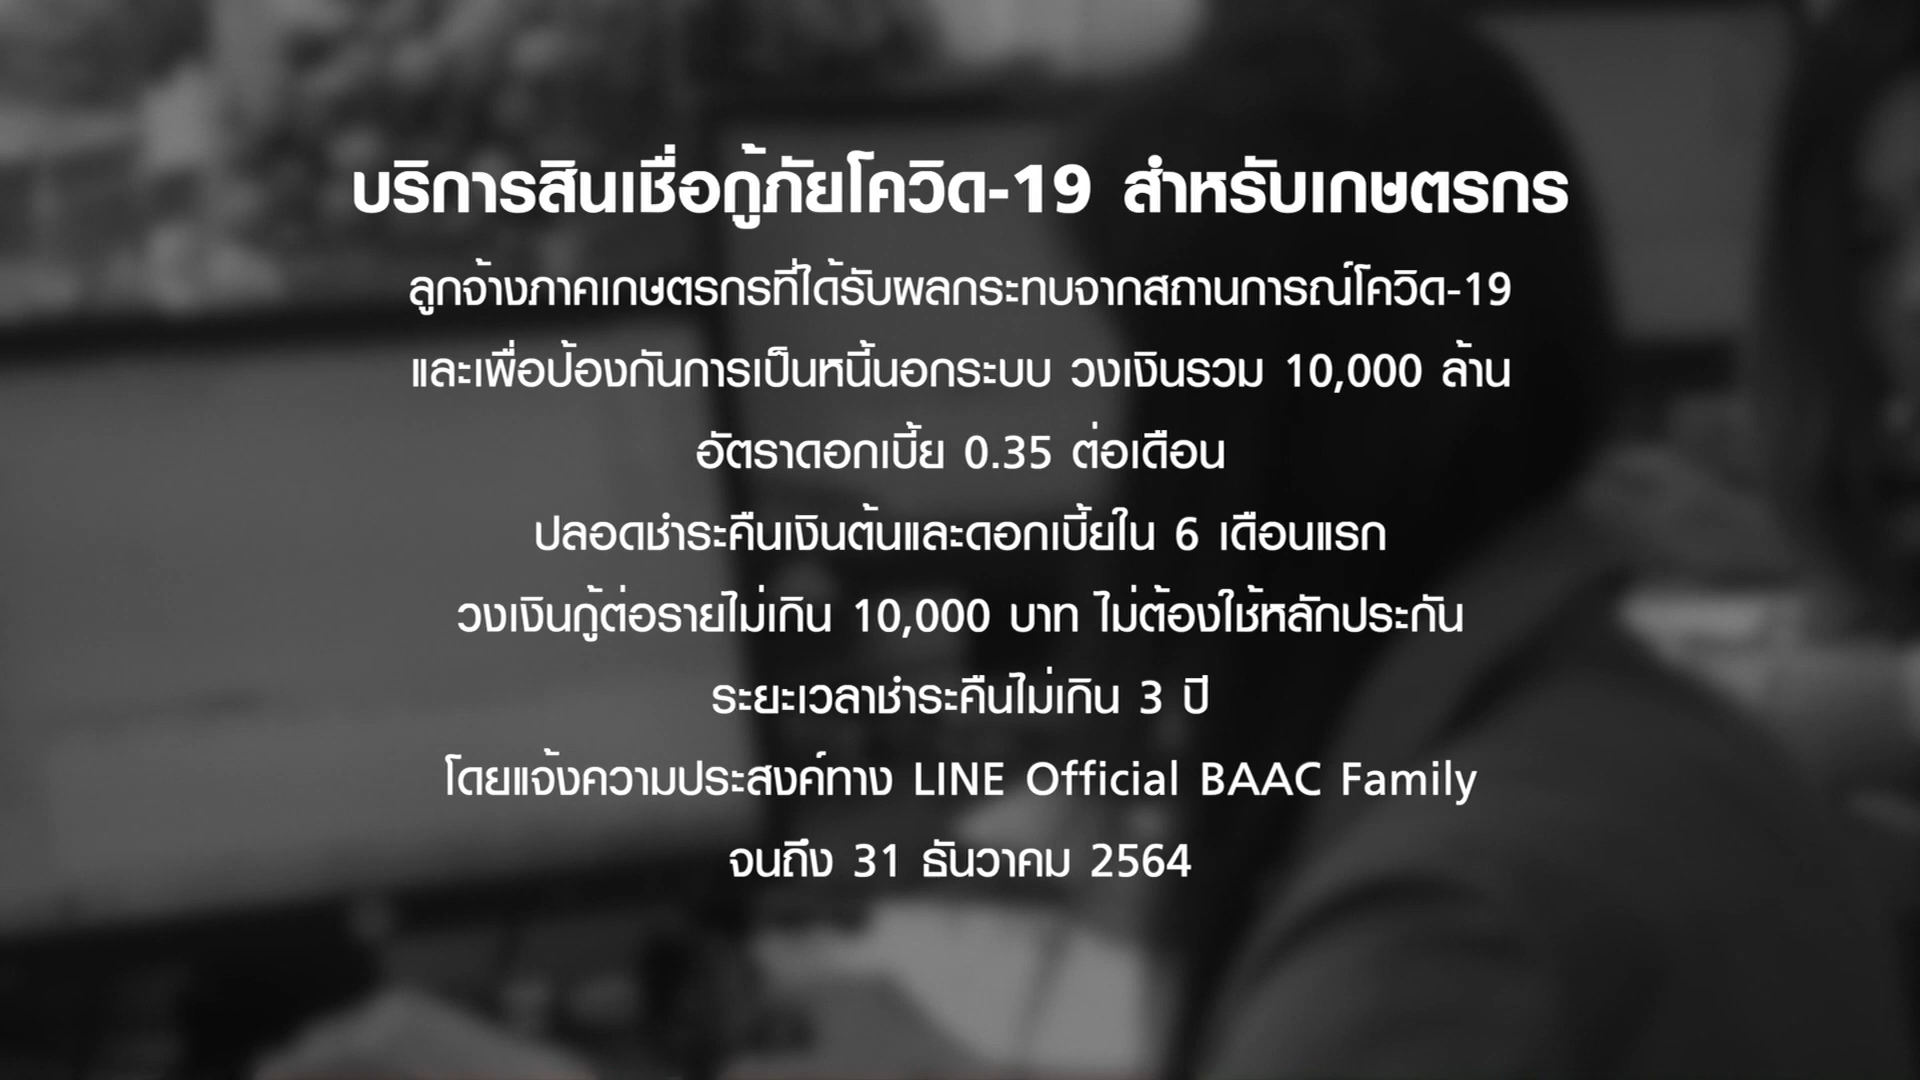 บริการสินเชื่อกู้ภัยโควิด-19 สำหรับเกษตรกร
ลูกจ้างภาคเกษตรกรที่ได้รับผลกระทบจากสถานการณ์โควิด-19
และเพื่อป้องกันการเป็นหนี้นอกระบบ วงเงินรวม 10,000 ล้าน
อัตราดอกเบี้ย 0.35 ต่อเดือน
ปลอดชำระคืนเงินต้นและดอกเบี้ยใน 6 เดือนแรก
วงเงินกู้ต่อรายไม่เกิน 10,000 บาท ไม่ต้องใช้หลักประกัน
ระยะเวลาชำระคืนไม่เกิน 3 ปี
โดยแจ้งความประสงค์ทาง LINE Official BAAC Family
จนถึง 31 ธันวาคม 2564